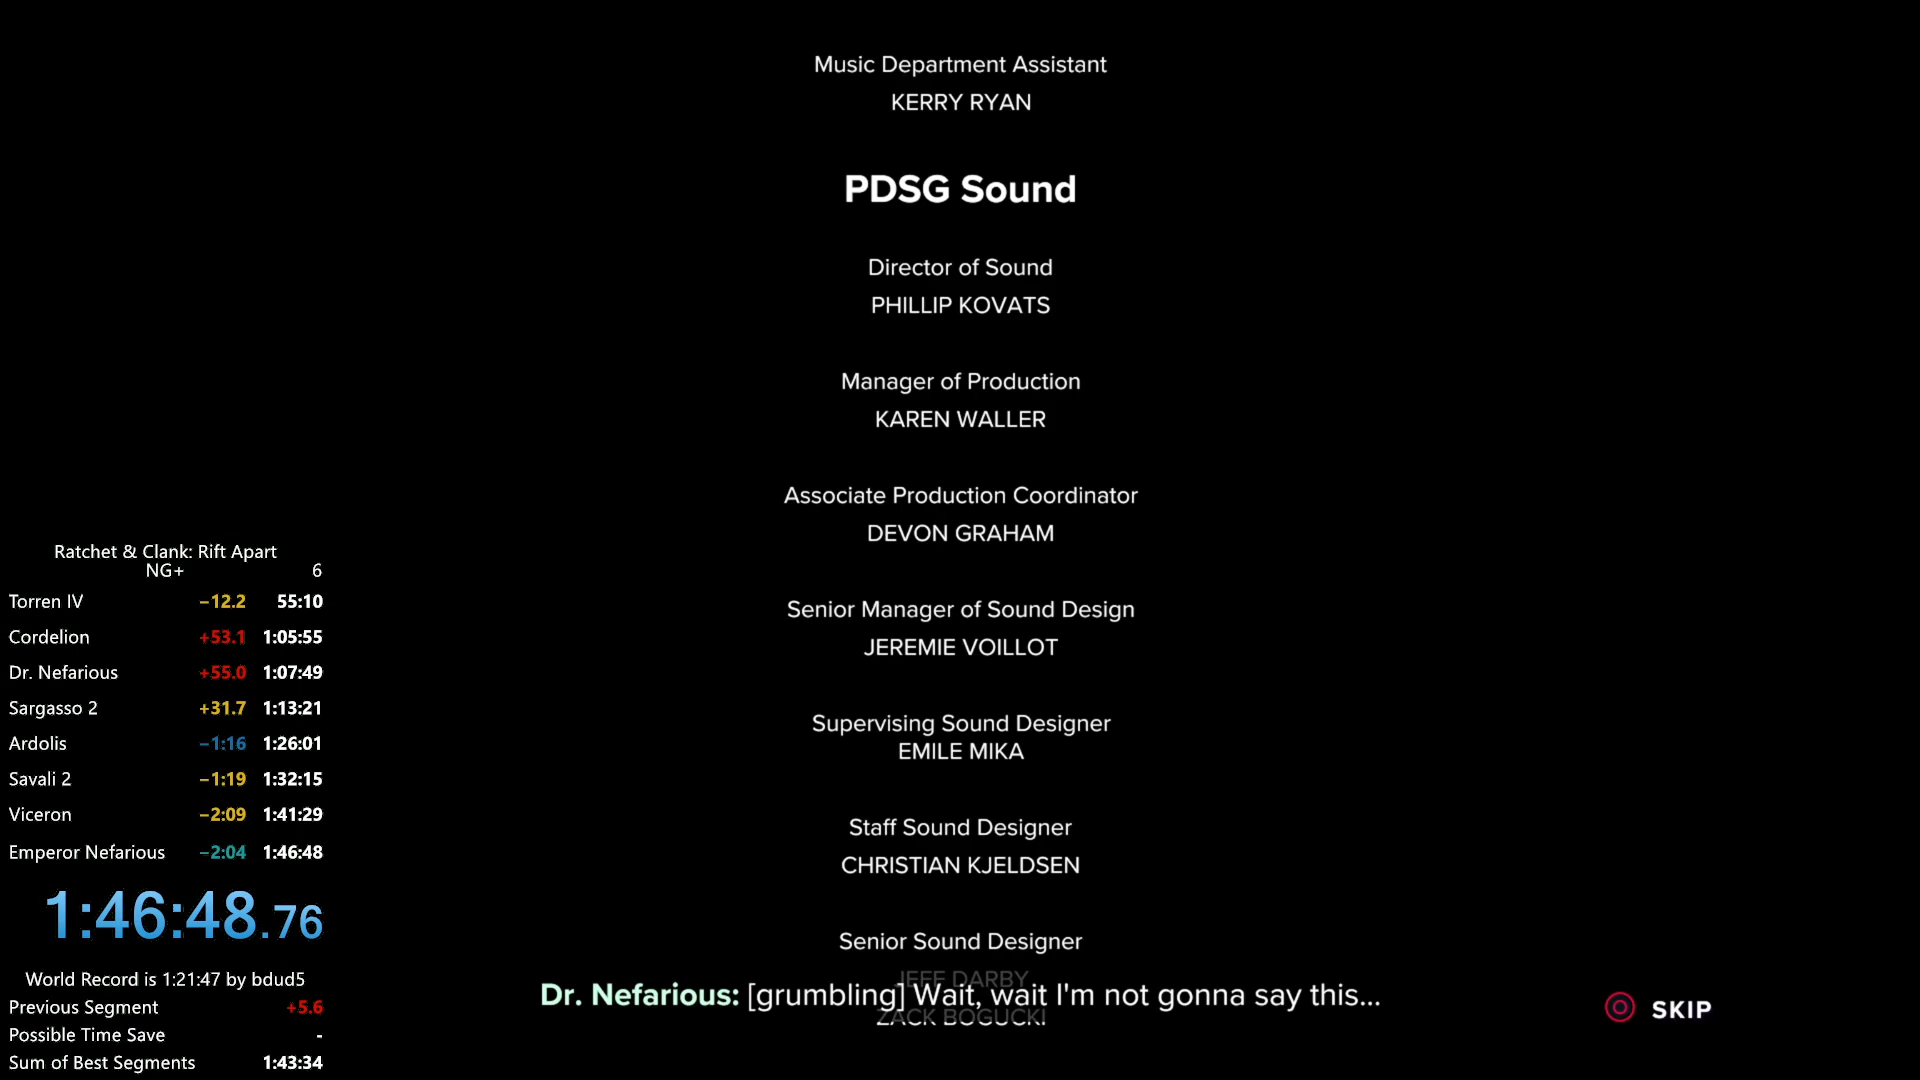 Music Department Assistant
KERRY RYAN
PDSG Sound
Director of Sound
PHILLIP KOVATS
Manager of Production
KAREN WALLER
Associate Production Coordinator
DEVON GRAHAM
Senior Manager of Sound Design
JEREMIE VOILLOT
Supervising Sound Designer
EMILE MIKA
Staff Sound Designer
CHRISTIAN KJELDSEN
Senior Sound Designer
JEFF DARBY
ZACK BOGUCKI
Dr. Nefarious: [grumbling] Wait, wait I'm not gonna say this...
SKIP
Ratchet & Clank: Rift Apart
NG+ 6
Torren IV −12.2 55:10
Cordelion +53.1 1:05:55
Dr. Nefarious +55.0 1:07:49
Sargasso 2 +31.7 1:13:21
Ardolis −1:16 1:26:01
Savali 2 −1:19 1:32:15
Viceron −2:09 1:41:29
Emperor Nefarious −2:04 1:46:48
1:46:48.76
World Record is 1:21:47 by bdud5
Previous Segment +5.6
Possible Time Save -
Sum of Best Segments 1:43:34